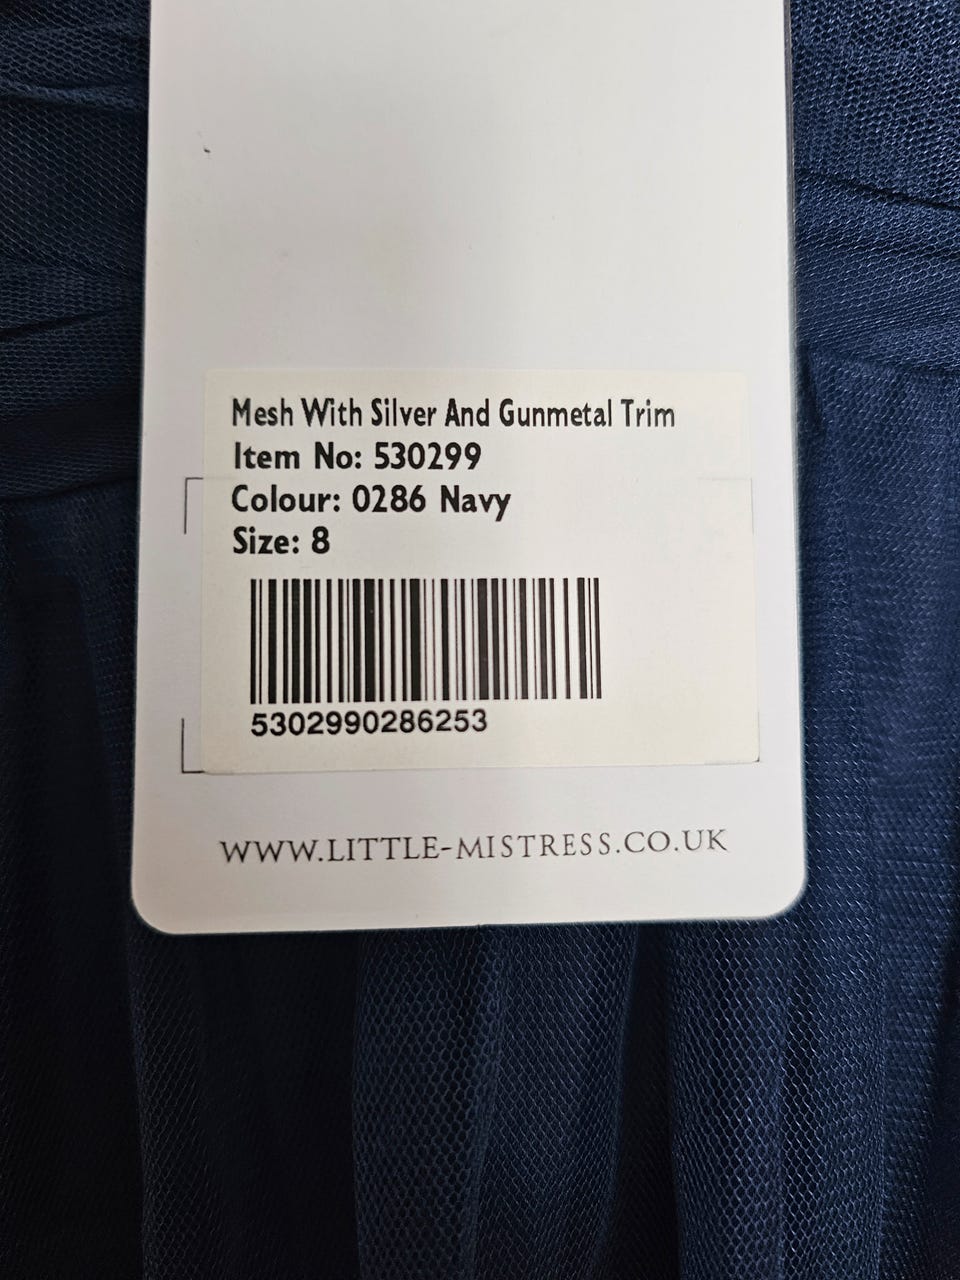 Mesh With Silver And Gunmetal Trim
Item No: 530299
Colour: 0286 Navy
Size: 8
5302990286253
WWW.LITTLE-MISTRESS.CO.UK